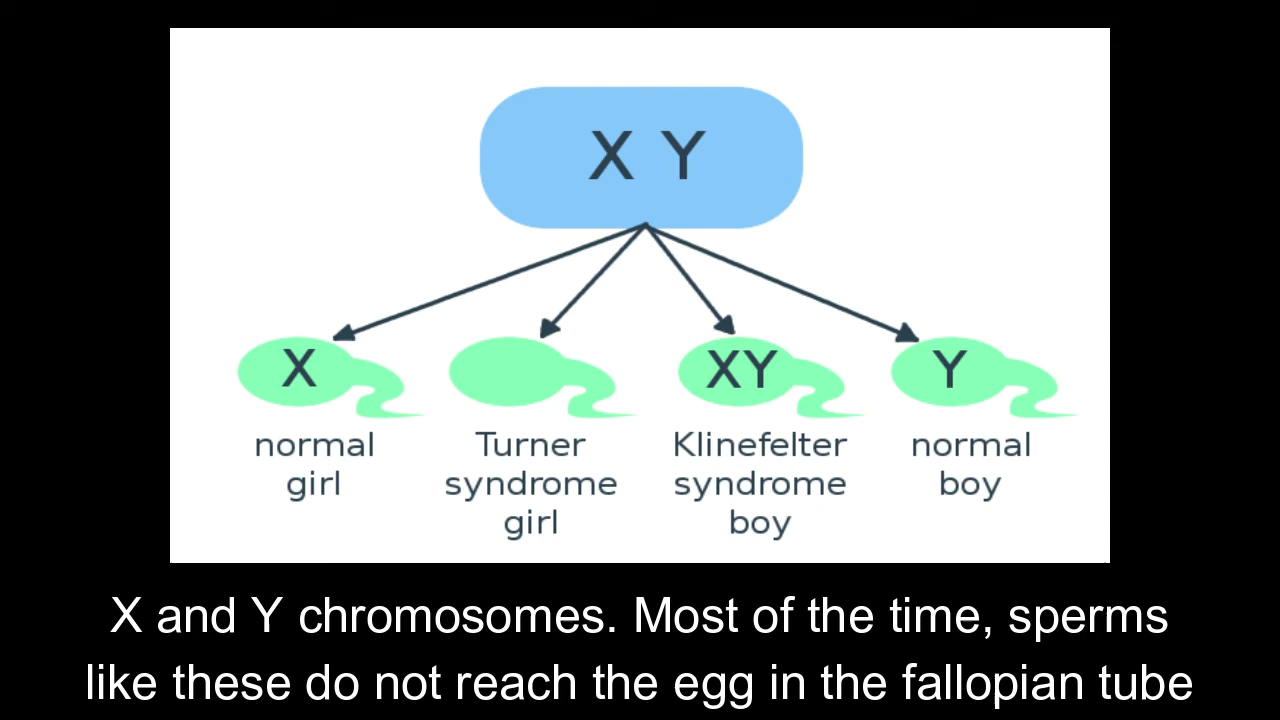 X Y
X
XY
Y
normal
girl
Turner
syndrome
girl
Klinefelter
syndrome
boy
normal
boy
X and Y chromosomes. Most of the time, sperms
like these do not reach the egg in the fallopian tube